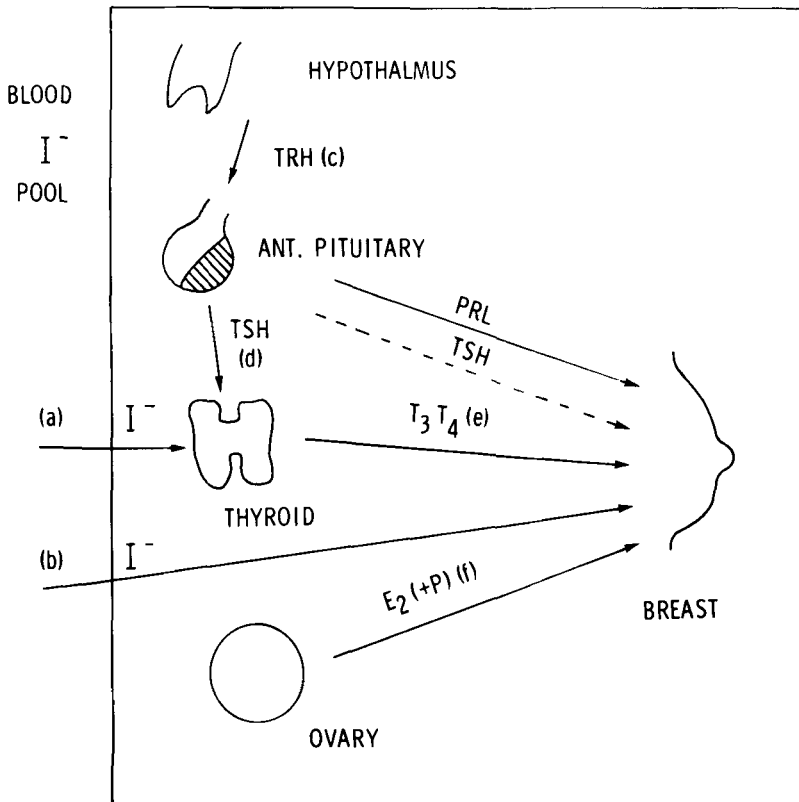 HYPOTHALMUS
BLOOD
I⁻
POOL
TRH (c)
ANT. PITUITARY
PRL
TSH
TSH
(d)
T₃ T₄ (e)
(a) I⁻
THYROID
(b) I⁻
E₂ (+P) (f)
BREAST
OVARY